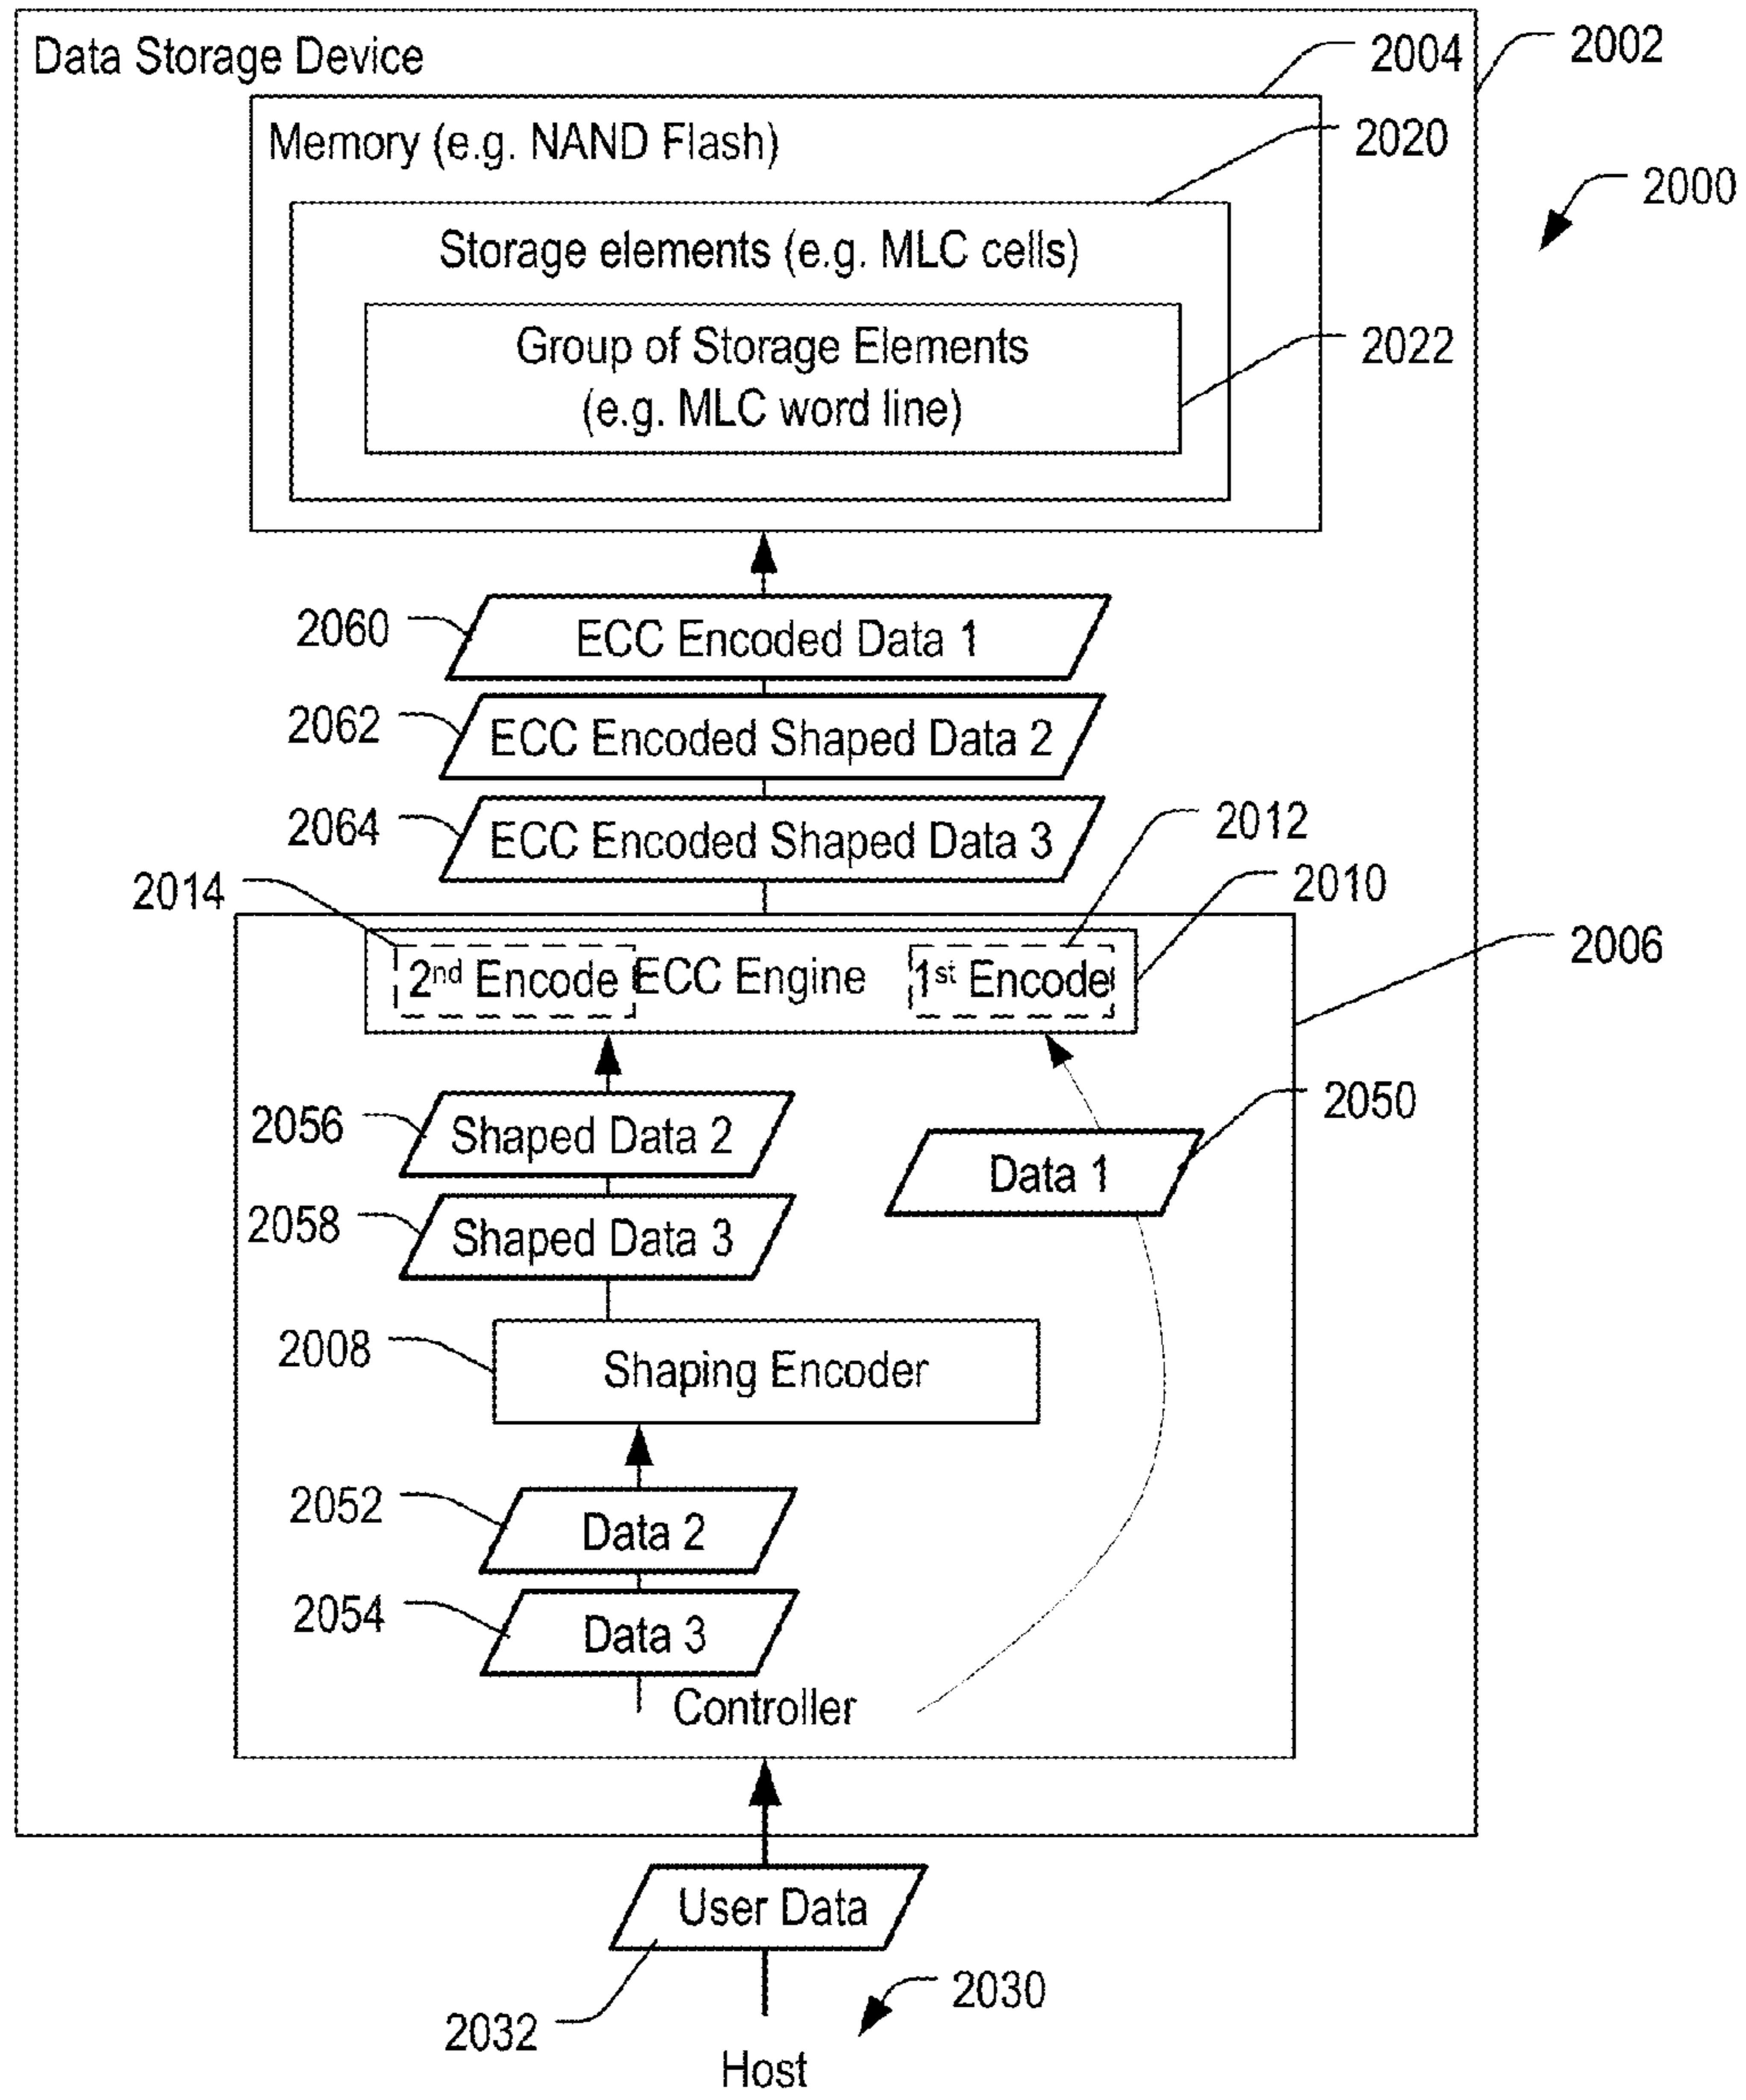 Data Storage Device
2002
2004
Memory (e.g. NAND Flash)
2020
2000
Storage elements (e.g. MLC cells)
Group of Storage Elements
(e.g. MLC word line)
2022
2060
ECC Encoded Data 1
2062
ECC Encoded Shaped Data 2
2064
ECC Encoded Shaped Data 3
2012
2014
2010
2006
2nd Encode
ECC Engine
1st Encode
2056
Shaped Data 2
2050
Data 1
2058
Shaped Data 3
2008
Shaping Encoder
2052
Data 2
2054
Data 3
Controller
User Data
2030
2032
Host